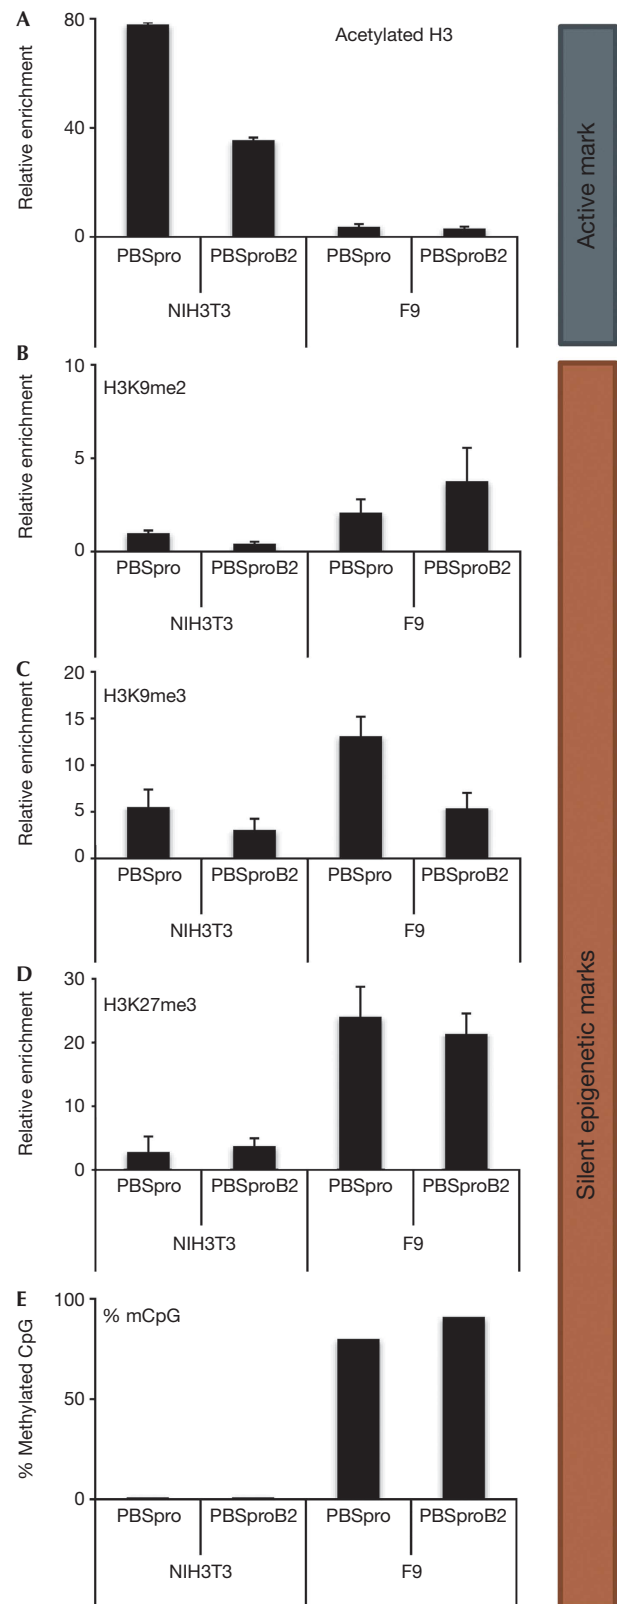 A
Acetylated H3
Relative enrichment
80
40
0
PBSpro PBSproB2 PBSpro PBSproB2
NIH3T3 F9
Active mark
B
H3K9me2
Relative enrichment
10
5
0
PBSpro PBSproB2 PBSpro PBSproB2
NIH3T3 F9
C
H3K9me3
Relative enrichment
20
15
10
5
0
PBSpro PBSproB2 PBSpro PBSproB2
NIH3T3 F9
D
H3K27me3
Relative enrichment
30
20
10
0
PBSpro PBSproB2 PBSpro PBSproB2
NIH3T3 F9
E
% mCpG
% Methylated CpG
100
50
0
PBSpro PBSproB2 PBSpro PBSproB2
NIH3T3 F9
Silent epigenetic marks